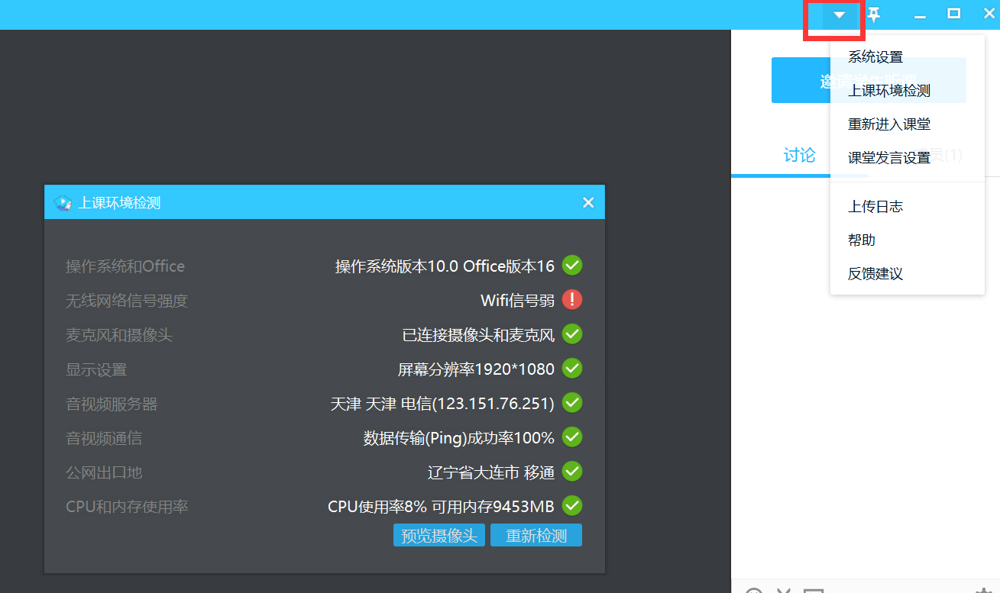 系统设置
上课环境检测
重新进入课堂
讨论
课堂发言设置
员(1)
上传日志
帮助
反馈建议
上课环境检测
操作系统和Office 操作系统版本10.0 Office版本16
无线网络信号强度 Wifi信号弱
麦克风和摄像头 已连接摄像头和麦克风
显示设置 屏幕分辨率1920*1080
音视频服务器 天津 天津 电信(123.151.76.251)
音视频通信 数据传输(Ping)成功率100%
公网出口地 辽宁省大连市 移通
CPU和内存使用率 CPU使用率8% 可用内存9453MB
预览摄像头 重新检测